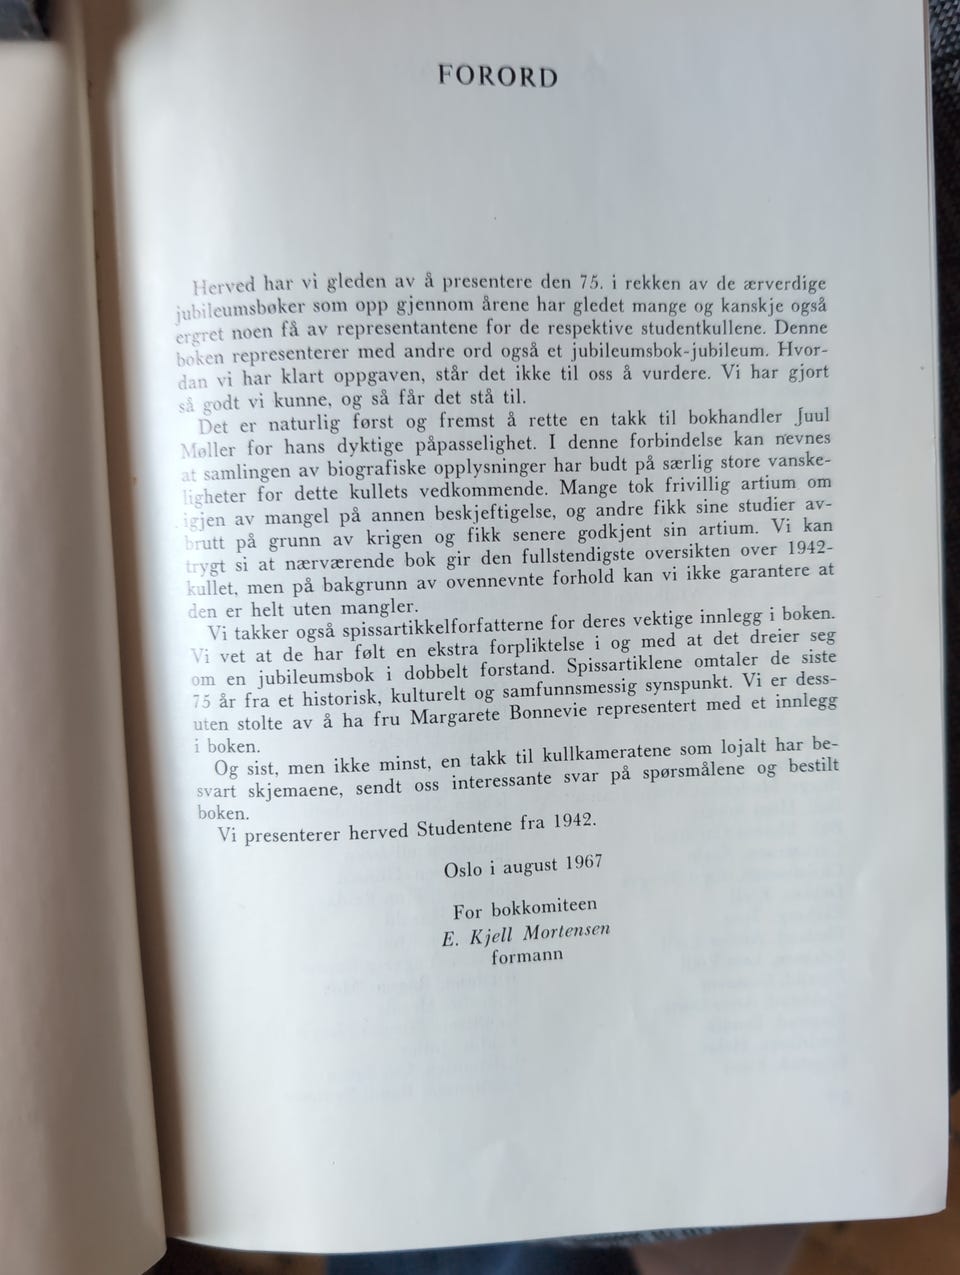 FORORD
Herved har vi gleden av å presentere den 75. i rekken av de ærverdige
jubileumsbøker som opp gjennom årene har gledet mange og kanskje også
ergret noen få av representantene for de respektive studentkullene. Denne
boken representerer med andre ord også et jubileumsbok-jubileum. Hvor-
dan vi har klart oppgaven, står det ikke til oss å vurdere. Vi har gjort
så godt vi kunne, og så får det stå til.
Det er naturlig først og fremst å rette en takk til bokhandler Juul
Møller for hans dyktige påpasselighet. I denne forbindelse kan nevnes
at samlingen av biografiske opplysninger har budt på særlig store vanske-
ligheter for dette kullets vedkommende. Mange tok frivillig artium om
igjen av mangel på annen beskjeftigelse, og andre fikk sine studier av-
brutt på grunn av krigen og fikk senere godkjent sin artium. Vi kan
trygt si at nærværende bok gir den fullstendigste oversikten over 1942-
kullet, men på bakgrunn av ovennevnte forhold kan vi ikke garantere at
den er helt uten mangler.
Vi takker også spissartikkelforfatterne for deres vektige innlegg i boken.
Vi vet at de har følt en ekstra forpliktelse i og med at det dreier seg
om en jubileumsbok i dobbelt forstand. Spissartiklene omtaler de siste
75 år fra et historisk, kulturelt og samfunnsmessig synspunkt. Vi er dess-
uten stolte av å ha fru Margarete Bonnevie representert med et innlegg
i boken.
Og sist, men ikke minst, en takk til kullkameratene som lojalt har be-
svart skjemaene, sendt oss interessante svar på spørsmålene og bestilt
boken.
Vi presenterer herved Studentene fra 1942.
Oslo i august 1967
For bokkomiteen
E. Kjell Mortensen
formann